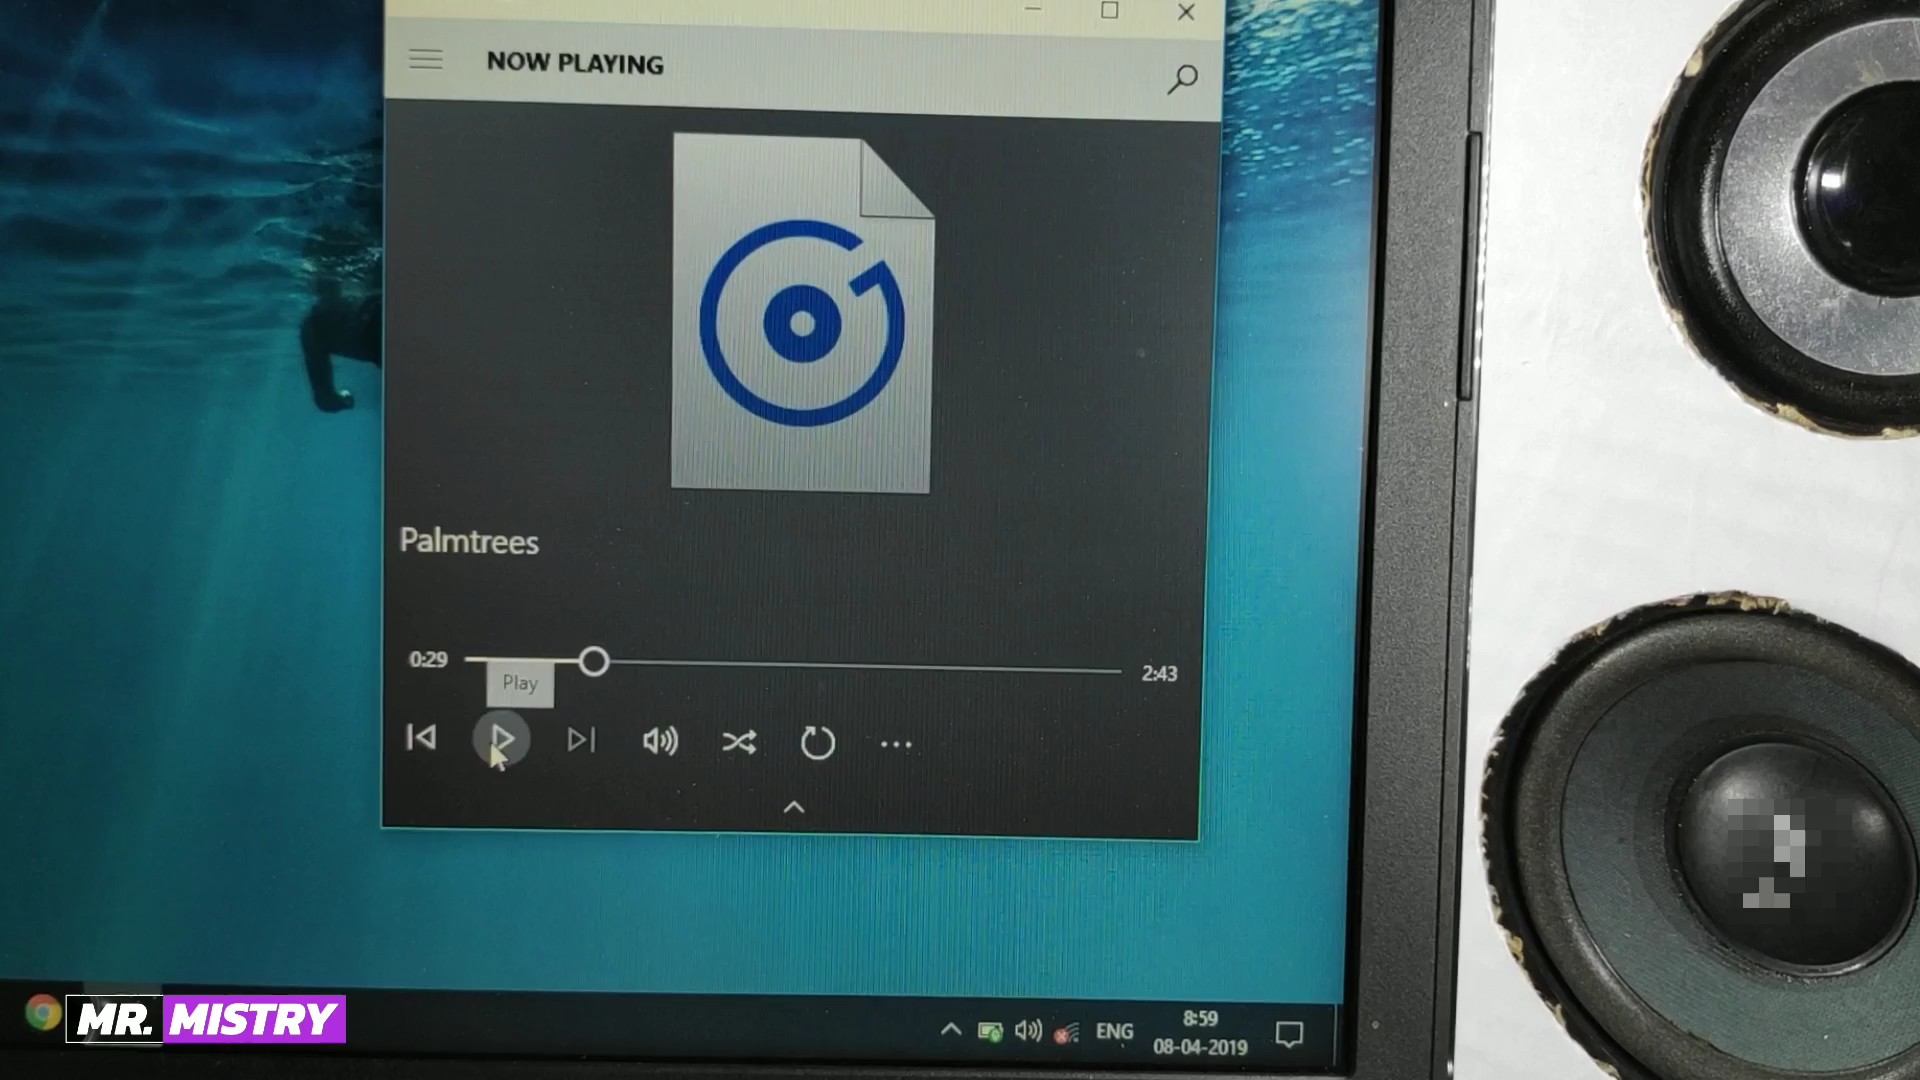 NOW PLAYING
Palmtrees
0:29
2:43
Play
MR. MISTRY
ENG
8:59
08-04-2019